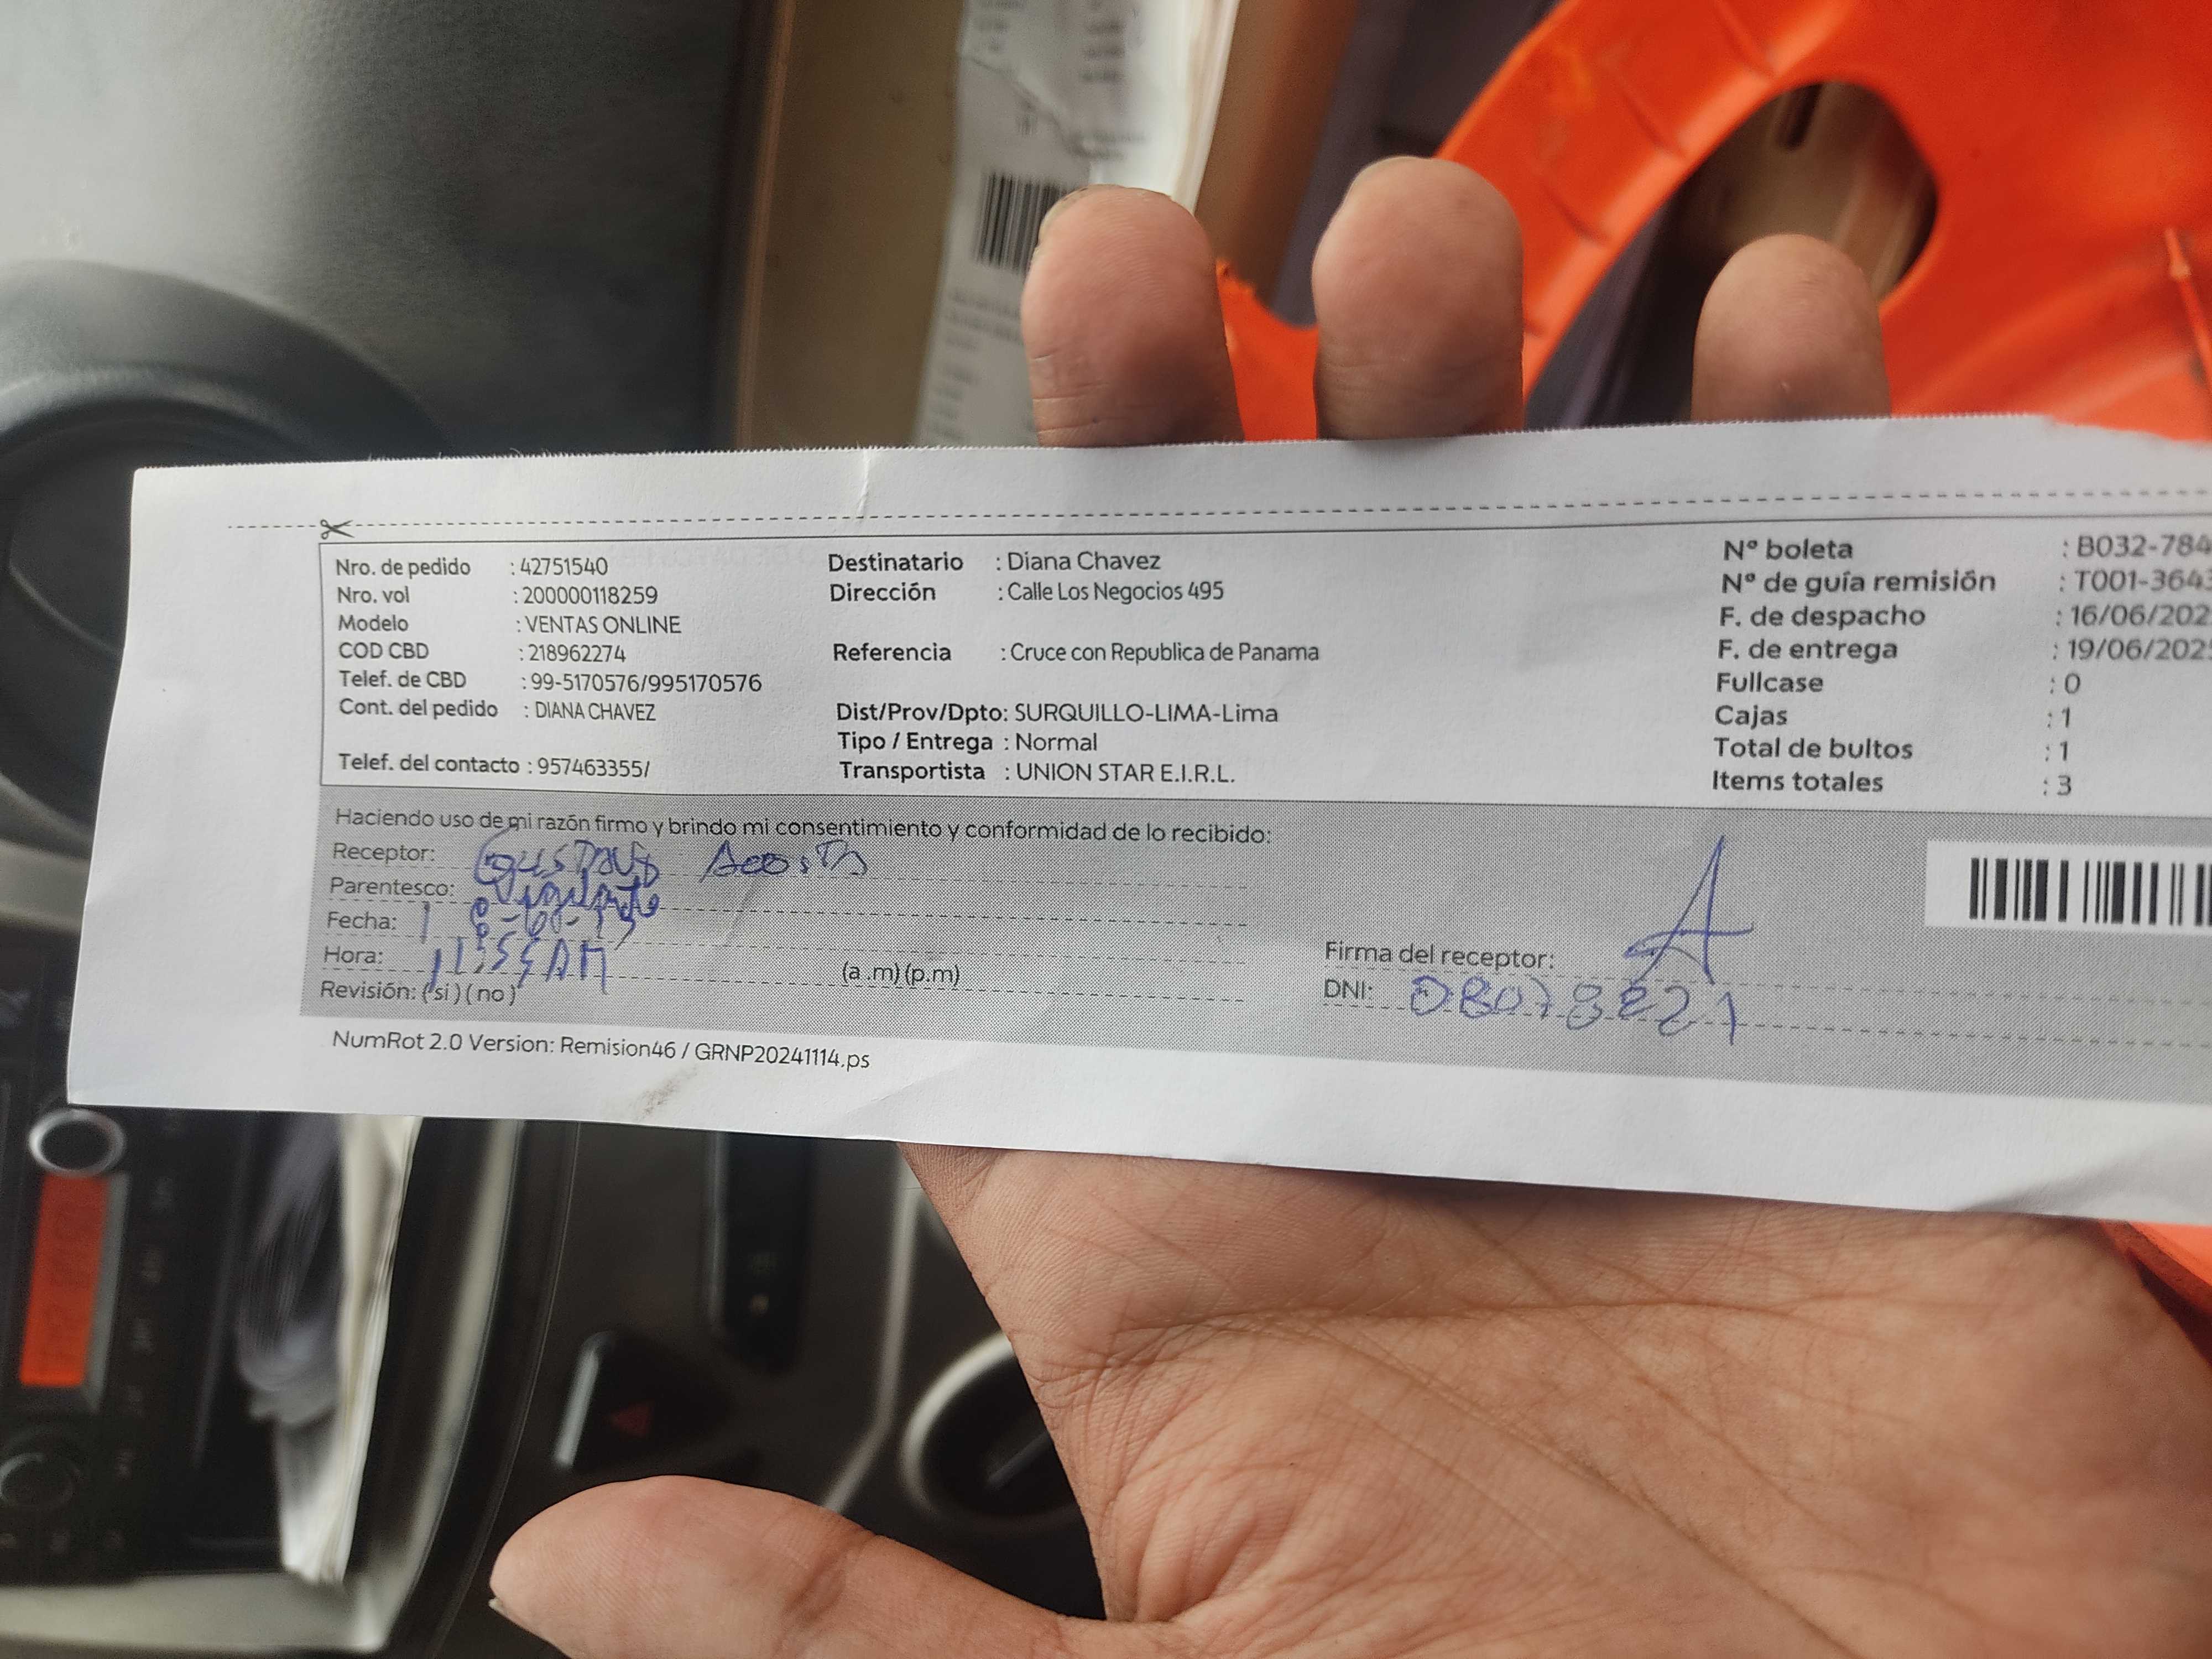 Nro. de pedido : 42751540
Nro. vol : 200000118259
Modelo : VENTAS ONLINE
COD CBD : 218962274
Telef. de CBD : 99-5170576/995170576
Cont. del pedido : DIANA CHAVEZ
Telef. del contacto : 957463355/
Destinatario : Diana Chavez
Dirección : Calle Los Negocios 495
Referencia : Cruce con Republica de Panama
Dist/Prov/Dpto: SURQUILLO-LIMA-Lima
Tipo / Entrega : Normal
Transportista : UNION STAR E.I.R.L.
Nº boleta : B032-784
Nº de guía remisión : T001-364
F. de despacho : 16/06/202
F. de entrega : 19/06/202
Fullcase : 0
Cajas : 1
Total de bultos : 1
Items totales : 3
Haciendo uso de mi razón firmo y brindo mi consentimiento y conformidad de lo recibido:
Receptor: Gustavo Acosta
Parentesco: Vigilante
Fecha:
Hora: 11:55 AM (a .m) (p.m)
Revisión: ( si ) ( no )
Firma del receptor: A
DNI:
NumRot 2.0 Version: Remision46 / GRNP20241114.ps